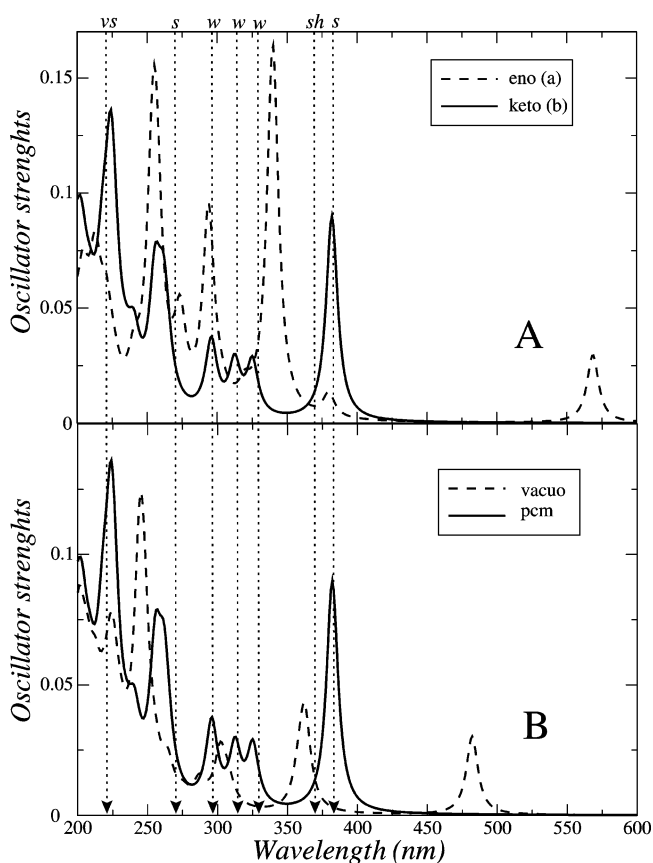 vs s w w w sh s
0.15
0.1
0.05
0
Oscillator strenghts
eno (a)
keto (b)
A
0.1
0.05
0
Oscillator strenghts
vacuo
pcm
B
200 250 300 350 400 450 500 550 600
Wavelength (nm)